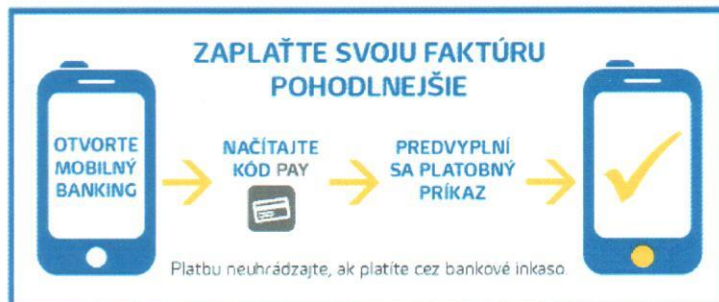 ZAPLAŤTE SVOJU FAKTÚRU
POHODLNEJŠIE
OTVORTE
MOBILNÝ
BANKING
NAČÍTAJTE
KÓD PAY
PREDVYPLNÍ
SA PLATOBNÝ
PRÍKAZ
Platbu neuhrádzajte, ak platíte cez bankové inkaso.